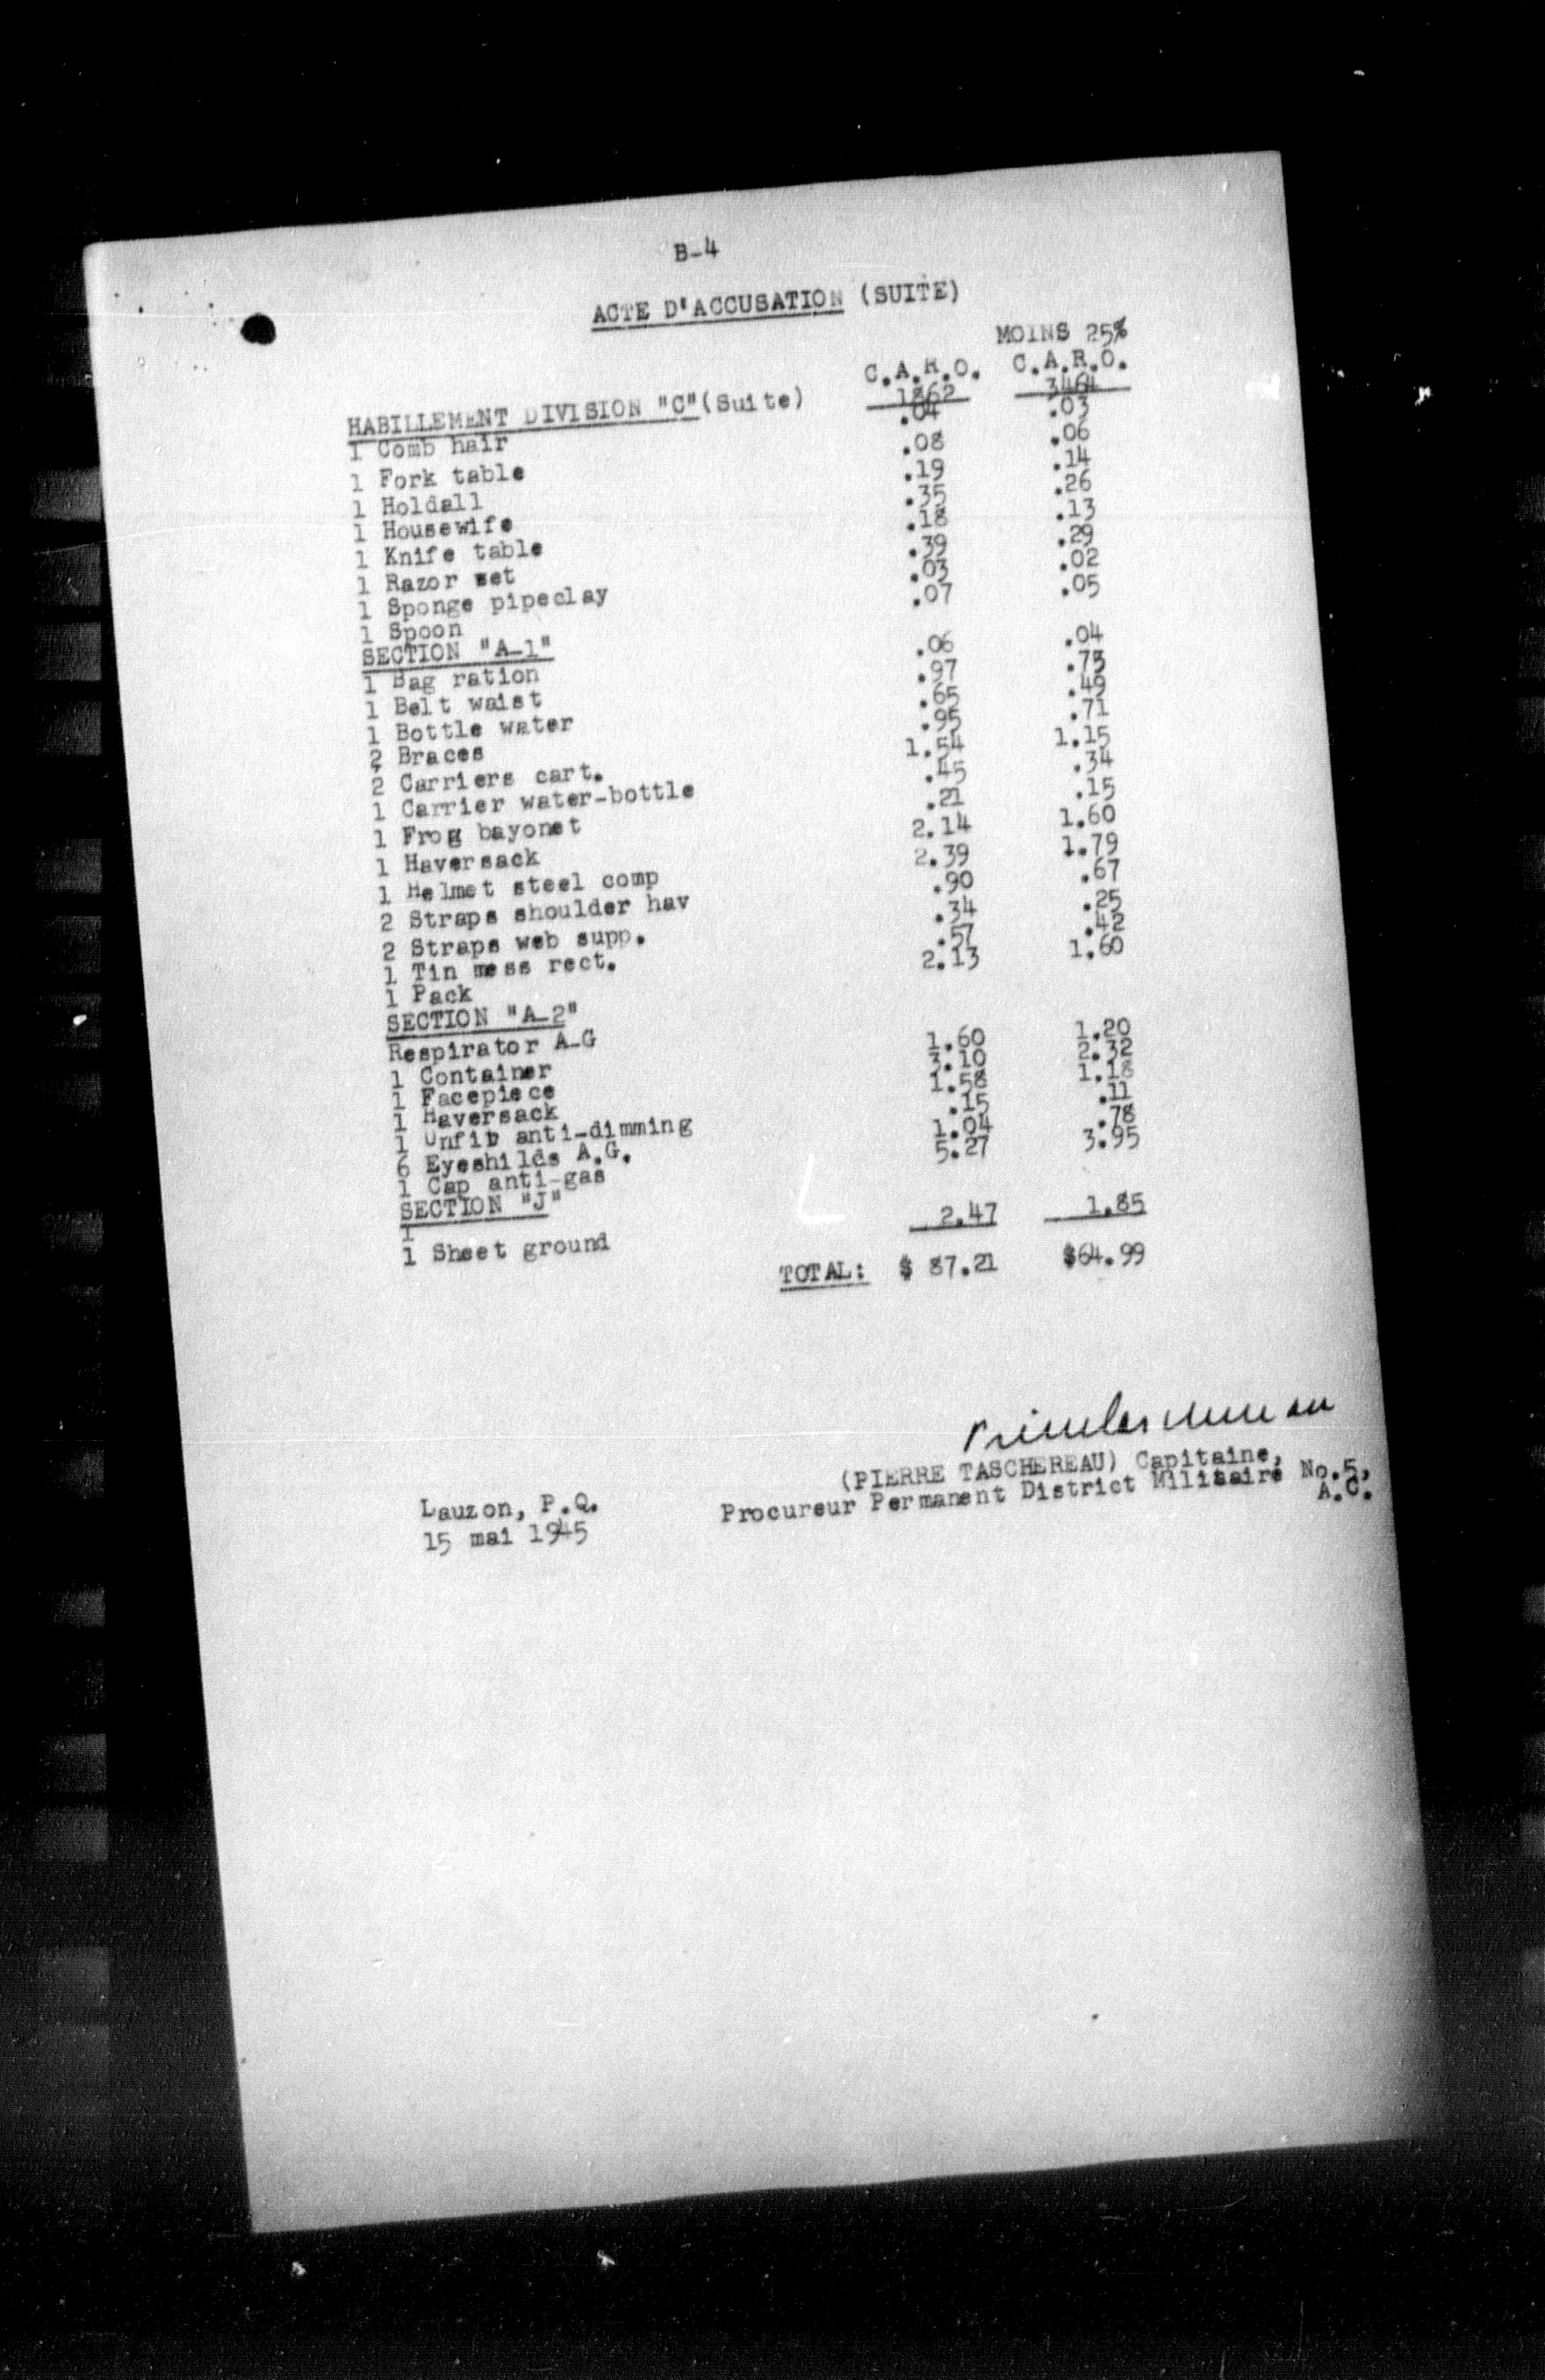 B-4
ACTE D'ACCUSATION (SUITE)
MOINS 25%
C.A.R.O. C.A.R.O.
HABILLEMENT DIVISION "C"(Suite) 1862 3464
1 Comb hair .04 .03
1 Fork table .08 .06
1 Holdall .19 .14
1 Housewife .35 .26
1 Knife table .18 .13
1 Razor set .39 .29
1 Sponge pipeclay .03 .02
1 Spoon .07 .05
SECTION "A-1"
1 Bag ration .06 .04
1 Belt waist .97 .73
1 Bottle water .65 .49
2 Braces .95 .71
2 Carriers cart. 1.54 1.15
1 Carrier water-bottle .45 .34
1 Frog bayonet .21 .15
1 Haversack 2.14 1.60
1 Helmet steel comp 2.39 1.79
2 Straps shoulder hav .90 .67
2 Straps web supp. .34 .25
1 Tin mess rect. .57 .42
1 Pack 2.13 1.60
SECTION "A-2"
Respirator A-G
1 Container 1.60 1.20
1 Facepiece 3.10 2.32
1 Haversack 1.58 1.18
1 Unfit anti-dimming .15 .11
6 Eyeshilds A.G. 1.04 .78
1 Cap anti-gas 5.27 3.95
SECTION "J"
1
1 Sheet ground 2.47 1.85
TOTAL: $ 87.21 $64.99
(PIERRE TASCHEREAU) Capitaine,
Lauzon, P.Q. Procureur Permanent District Militaire No.5,
15 mai 1945 A.C.